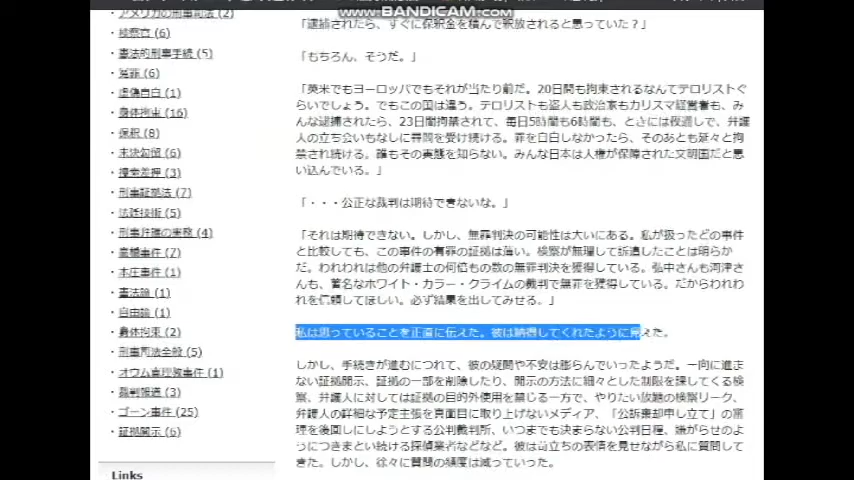 www.BANDICAM.com
・アメリカの刑事司法 (2)
・検察官 (6)
・憲法的刑事手続 (5)
・冤罪 (6)
・虚偽自白 (1)
・身体拘束 (16)
・保釈 (8)
・未決勾留 (6)
・捜索差押 (3)
・刑事証拠法 (7)
・法廷技術 (5)
・刑事弁護の実務 (4)
・高橋事件 (7)
・本庄事件 (1)
・憲法論 (1)
・自由論 (1)
・身体拘束 (2)
・刑事司法全般 (5)
・オウム真理教事件 (1)
・裁判報道 (3)
・ゴーン事件 (25)
・証拠開示 (6)
Links
「逮捕されたら、すぐに保釈金を積んで釈放されると思っていた？」
「もちろん、そうだ。」
「英米でもヨーロッパでもそれが当たり前だ。20日間も拘束されるなんてテロリストぐ
らいでしょう。でもこの国は違う。テロリストも盗人も政治家もカリスマ経営者も、み
んな逮捕されたら、23日間拘禁されて、毎日5時間も6時間も、ときには夜通しで、弁護
人の立ち会いもなしに尋問を受け続ける。罪を自白しなかったら、そのあとも延々と拘
禁され続ける。誰もその実態を知らない。みんな日本は人権が保障された文明国だと思
い込んでいる。」
「・・・公正な裁判は期待できないな。」
「それは期待できない。しかし、無罪判決の可能性は大いにある。私が扱ったどの事件
と比較しても、この事件の有罪の証拠は薄い。検察が無理して訴追したことは明らか
だ。われわれは他の弁護士の何倍もの数の無罪判決を獲得している。弘中さんも河津さ
んも、著名なホワイト・カラー・クライムの裁判で無罪を獲得している。だからわれわ
れを信頼してほしい。必ず結果を出してみせる。」
私は思っていることを正直に伝えた。彼は納得してくれたように見えた。
しかし、手続きが進むにつれて、彼の疑問や不安は膨らんでいったようだ。一向に進ま
ない証拠開示、証拠の一部を削除したり、開示の方法に細々とした制限を課してくる検
察、弁護人に対しては証拠の目的外使用を禁じる一方で、やりたい放題の検察リーク、
弁護人の詳細な予定主張を真面目に取り上げないメディア、「公訴棄却申し立て」の審
理を後回しにしようとする公判裁判所、いつまでも決まらない公判日程、嫌がらせのよ
うにつきまとい続ける探偵業者などなど。彼は苛立ちの表情を見せながら私に質問して
きた。しかし、徐々に質問の頻度は減っていった。